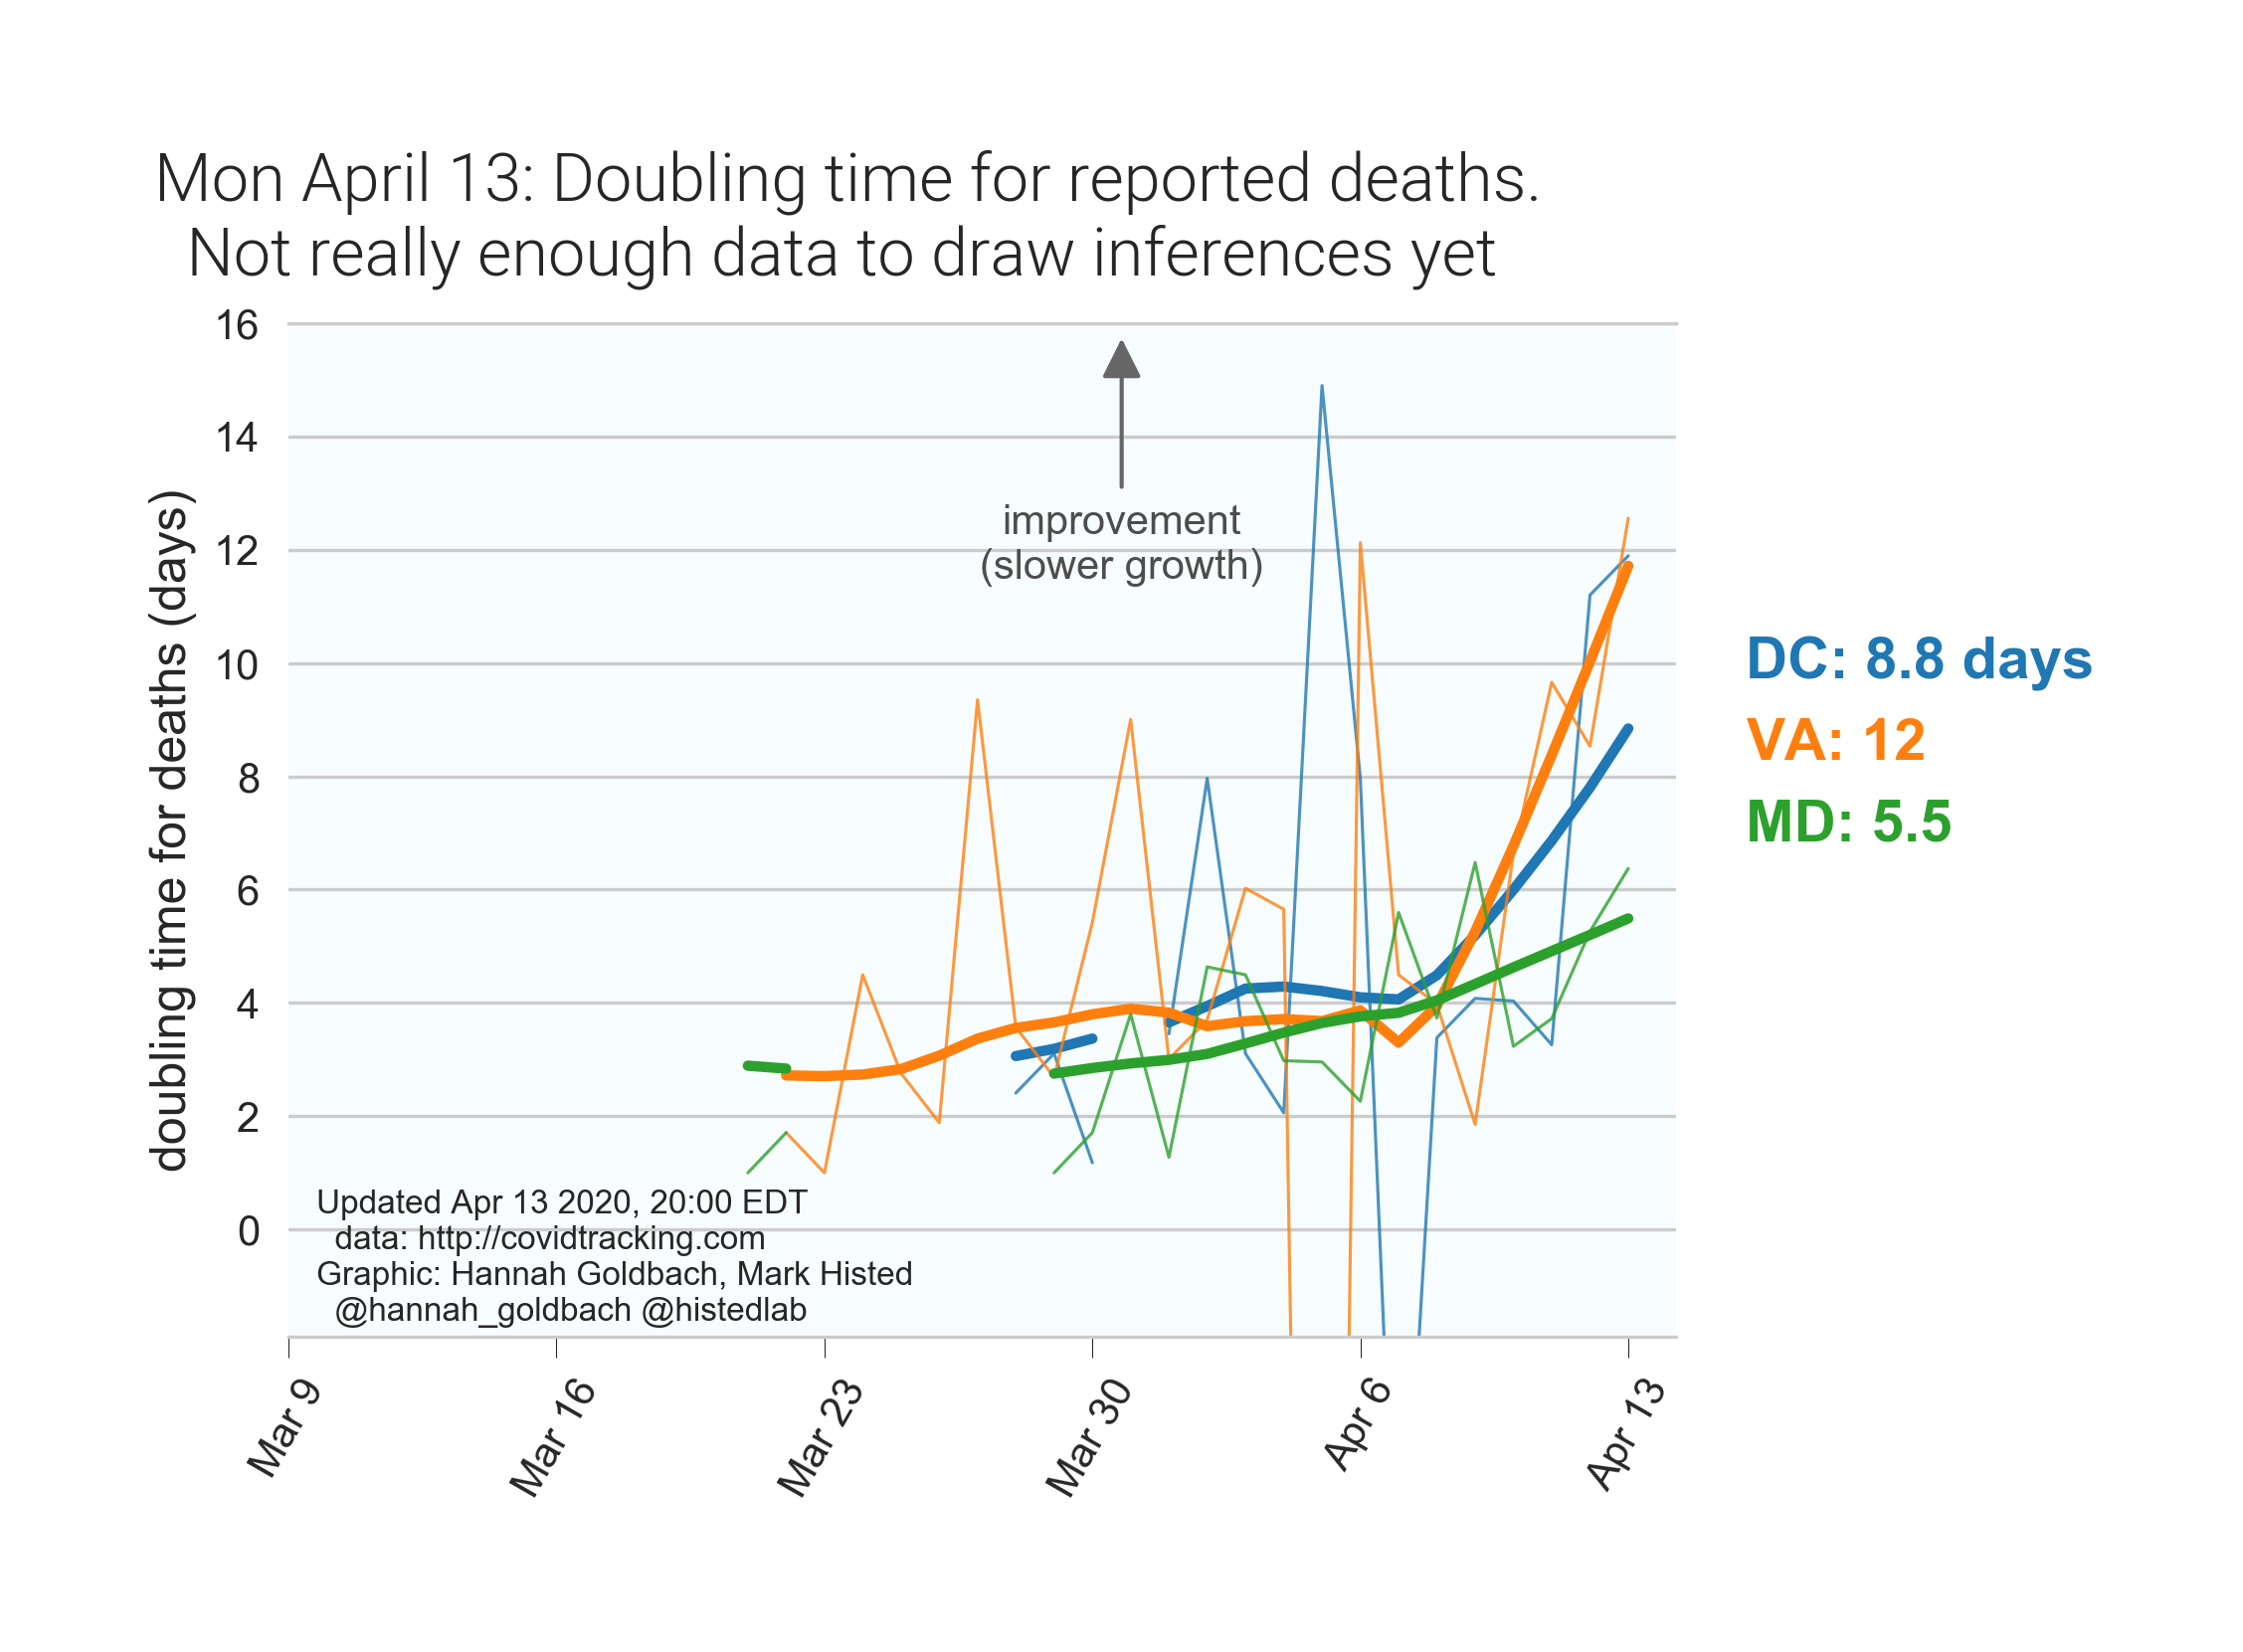 Mon April 13: Doubling time for reported deaths.
Not really enough data to draw inferences yet
doubling time for deaths (days)
16
14
12
10
8
6
4
2
0
improvement
(slower growth)
DC: 8.8 days
VA: 12
MD: 5.5
Updated Apr 13 2020, 20:00 EDT
data: http://covidtracking.com
Graphic: Hannah Goldbach, Mark Histed
@hannah_goldbach @histedlab
Mar 9
Mar 16
Mar 23
Mar 30
Apr 6
Apr 13